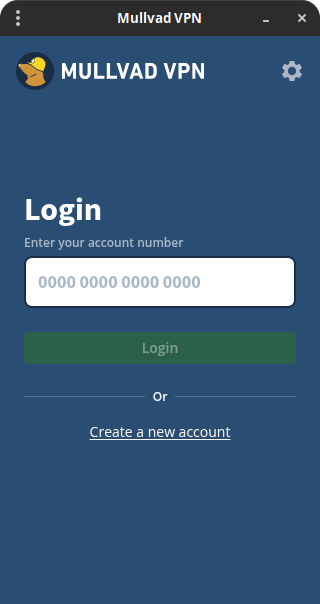 Mullvad VPN
MULLVAD VPN
Login
Enter your account number
0000 0000 0000 0000
Login
Or
Create a new account